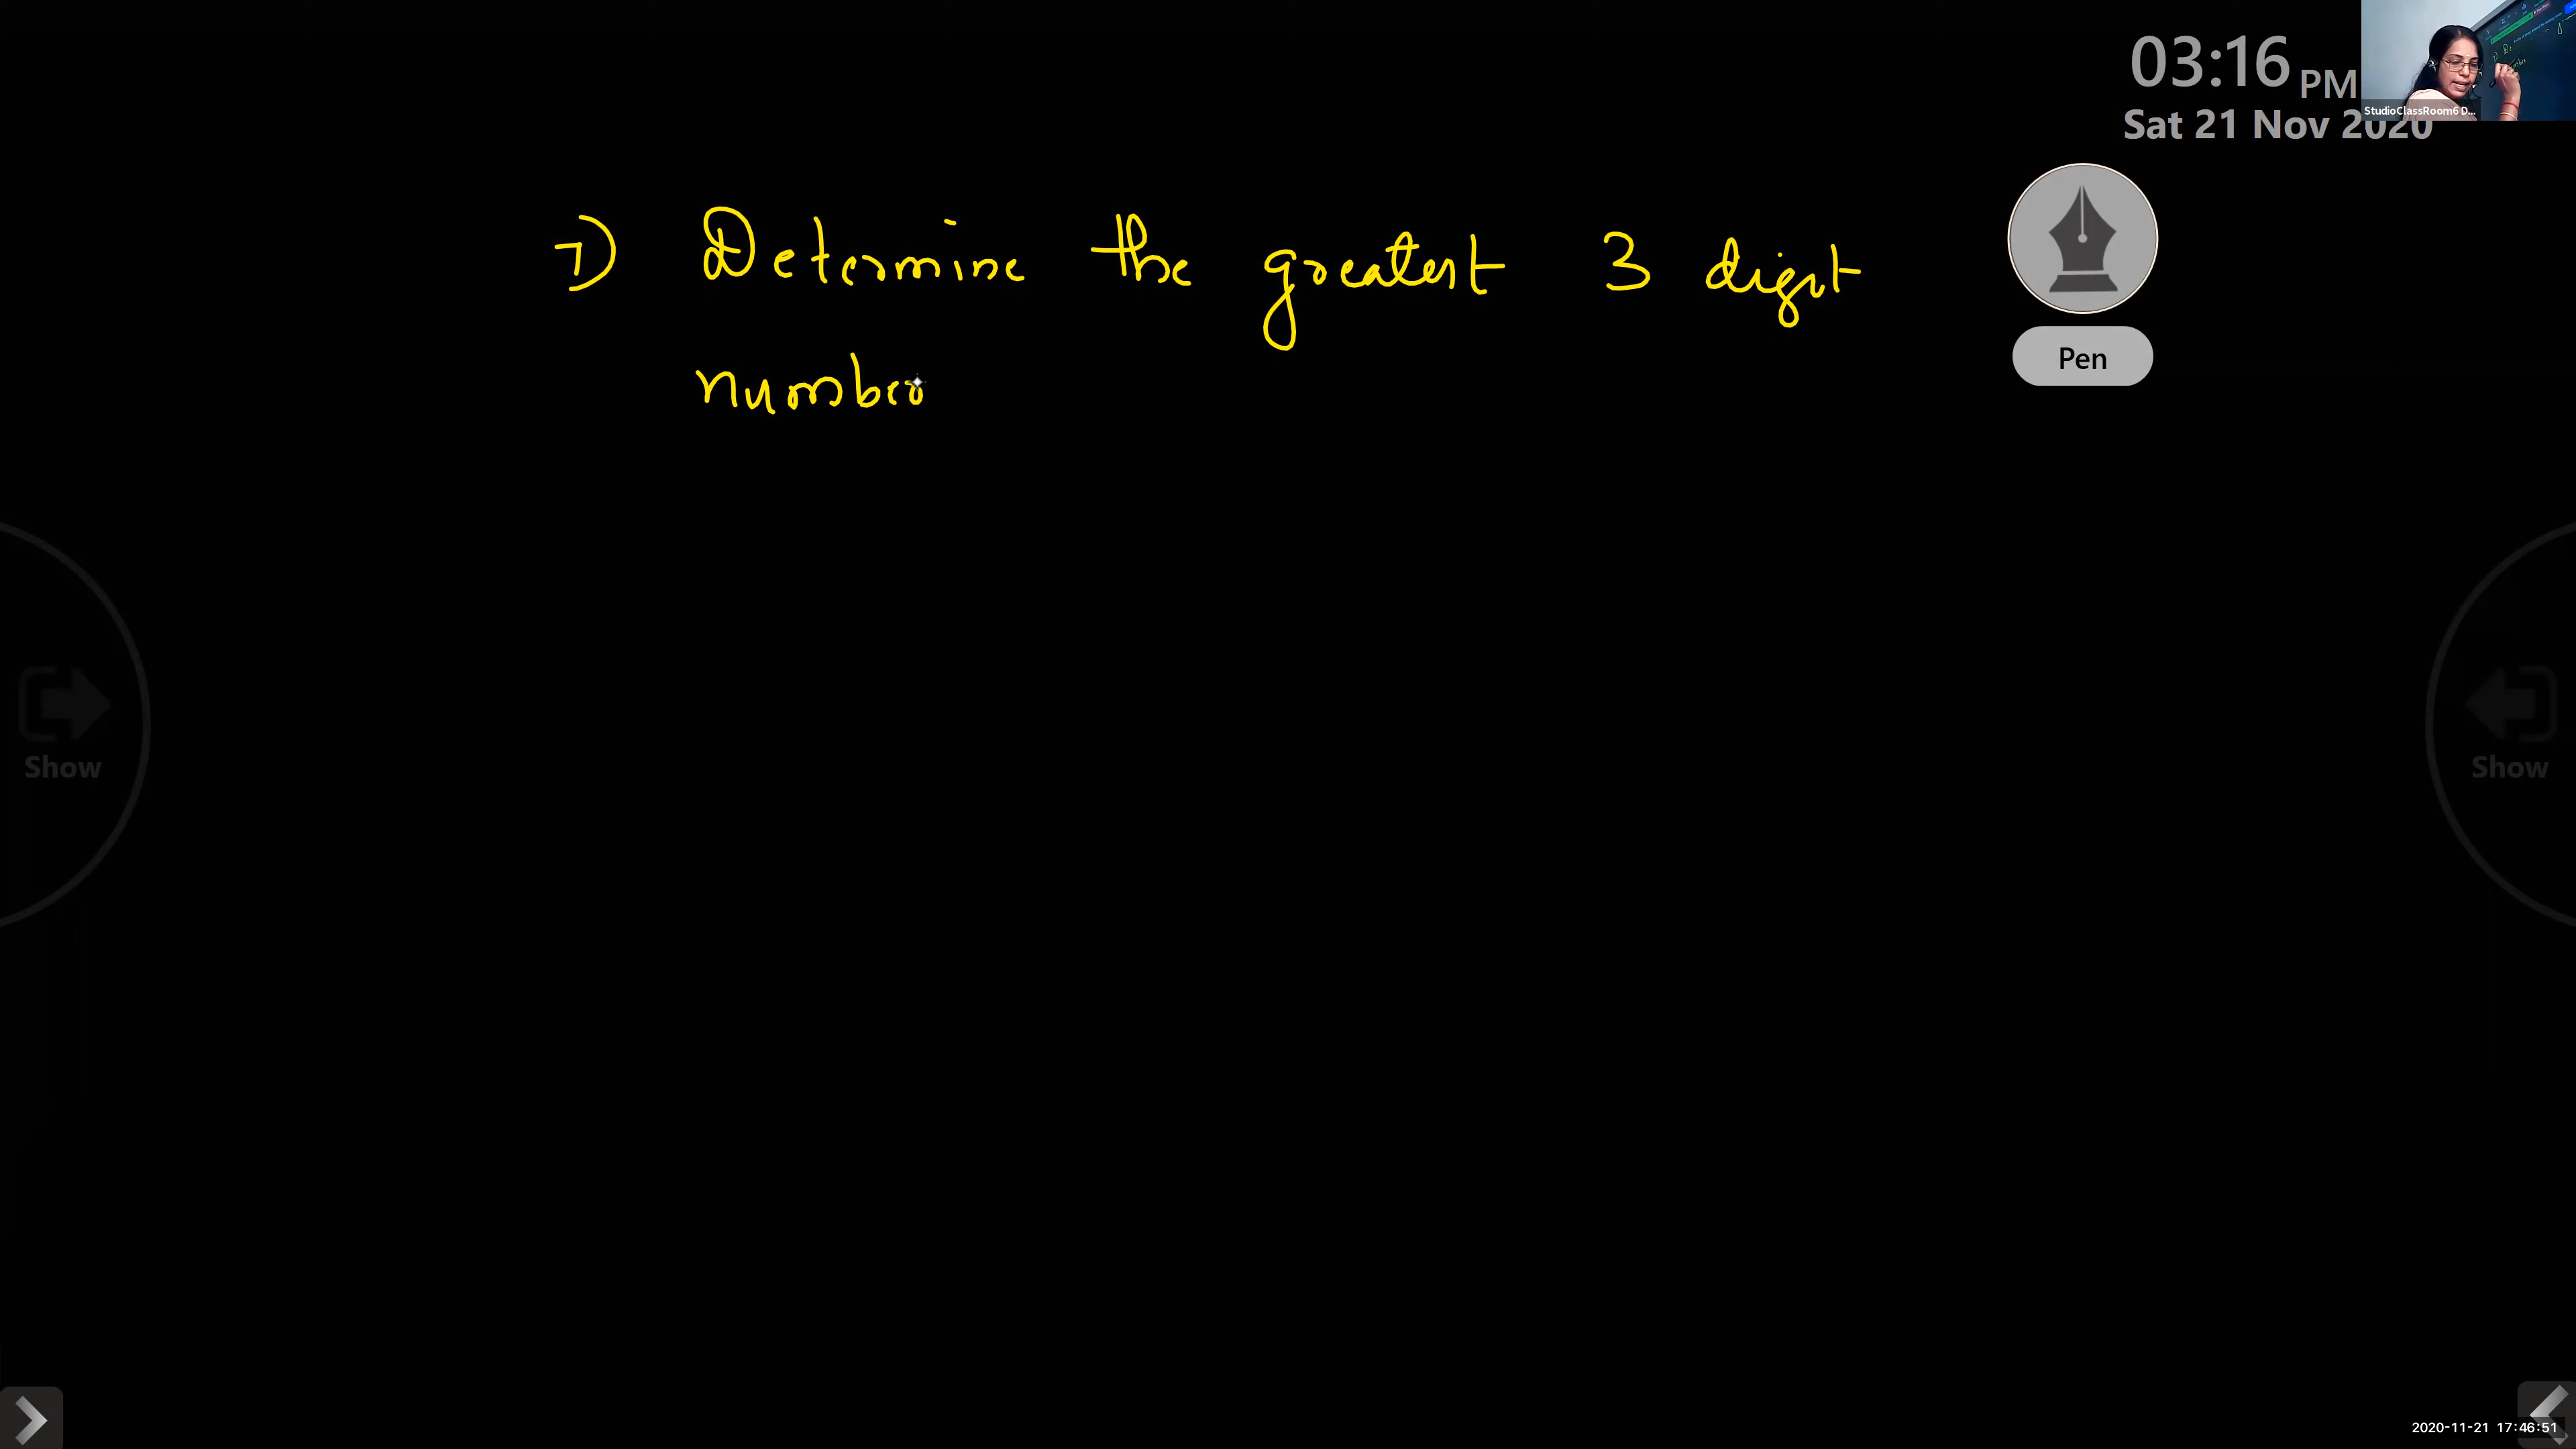 03:16 PM
Sat 21 Nov 2020
StudioClassRoom6 D...
7) Determine the greatest 3 digit
number
Pen
Show
Show
2020-11-21 17:46:51